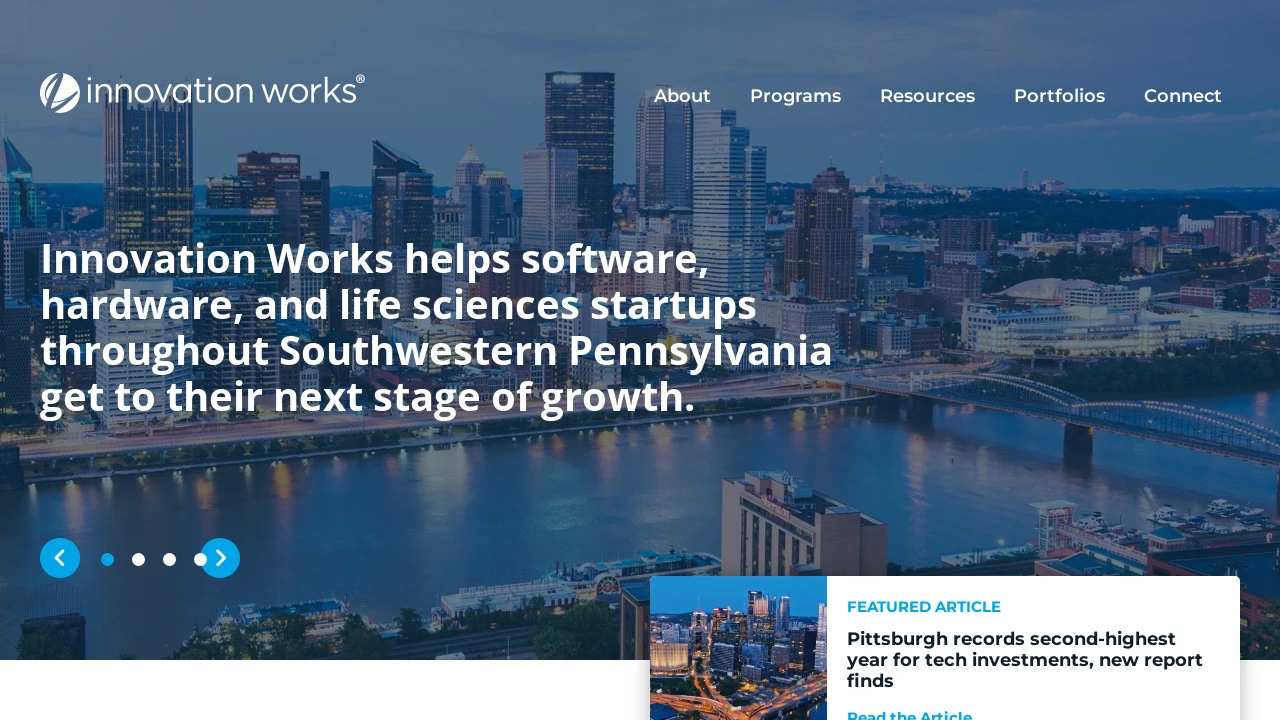 innovation works®
About
Programs
Resources
Portfolios
Connect
Innovation Works helps software,
hardware, and life sciences startups
throughout Southwestern Pennsylvania
get to their next stage of growth.
FEATURED ARTICLE
Pittsburgh records second-highest
year for tech investments, new report
finds
Read the Article